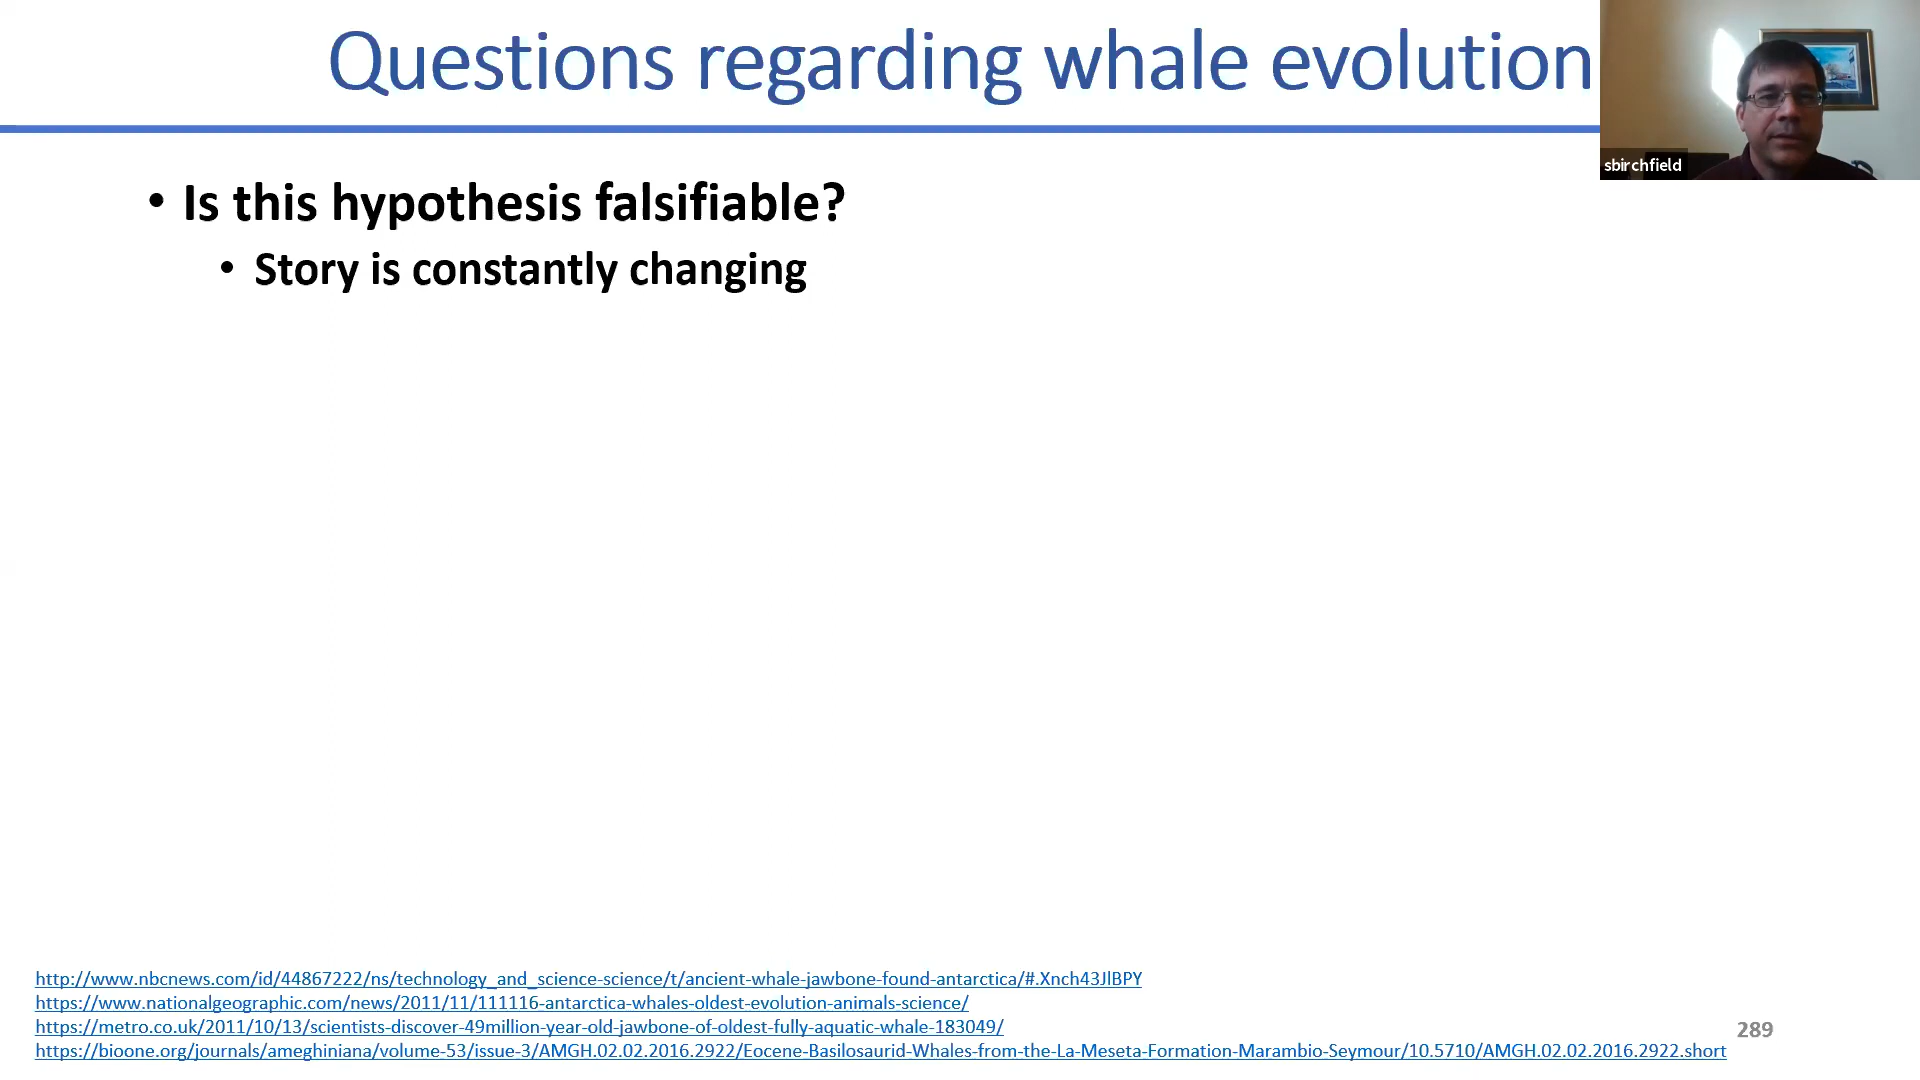 Questions regarding whale evolution
sbirchfield
• Is this hypothesis falsifiable?
• Story is constantly changing
http://www.nbcnews.com/id/44867222/ns/technology_and_science-science/t/ancient-whale-jawbone-found-antarctica/#.Xnch43JlBPY
https://www.nationalgeographic.com/news/2011/11/111116-antarctica-whales-oldest-evolution-animals-science/
https://metro.co.uk/2011/10/13/scientists-discover-49million-year-old-jawbone-of-oldest-fully-aquatic-whale-183049/
https://bioone.org/journals/ameghiniana/volume-53/issue-3/AMGH.02.02.2016.2922/Eocene-Basilosaurid-Whales-from-the-La-Meseta-Formation-Marambio-Seymour/10.5710/AMGH.02.02.2016.2922.short
289